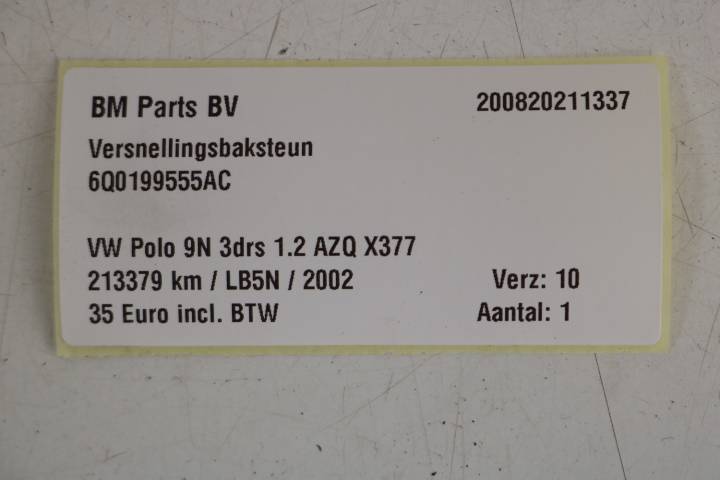 BM Parts BV 200820211337
Versnellingsbaksteun
6Q0199555AC
VW Polo 9N 3drs 1.2 AZQ X377
213379 km / LB5N / 2002 Verz: 10
35 Euro incl. BTW Aantal: 1